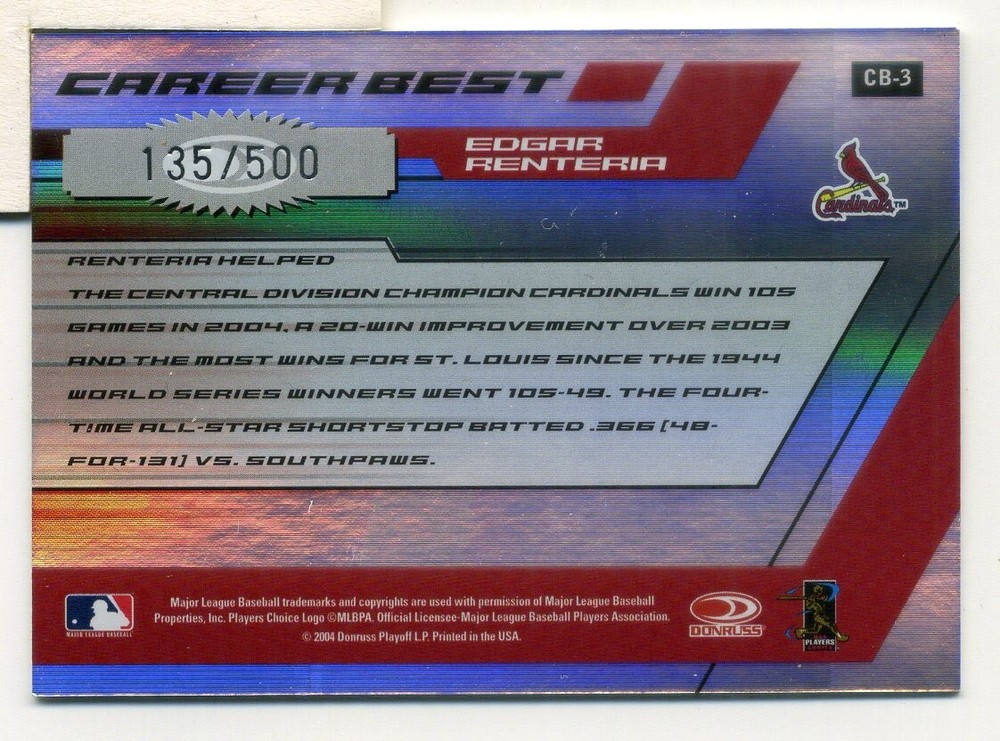 CAREER BEST
CB-3
135/500
EDGAR
RENTERIA
Cardinals™
RENTERIA HELPED
THE CENTRAL DIVISION CHAMPION CARDINALS WIN 105
GAMES IN 2004, A 20-WIN IMPROVEMENT OVER 2003
AND THE MOST WINS FOR ST. LOUIS SINCE THE 1944
WORLD SERIES WINNERS WENT 105-49. THE FOUR-
TIME ALL-STAR SHORTSTOP BATTED .366 [48-
FOR-131] VS. SOUTHPAWS.
MAJOR LEAGUE BASEBALL
Major League Baseball trademarks and copyrights are used with permission of Major League Baseball
Properties, Inc. Players Choice Logo ©MLBPA. Official Licensee-Major League Baseball Players Association.
© 2004 Donruss Playoff L.P. Printed in the USA.
DONRUSS
PLAYERS
CHOICE